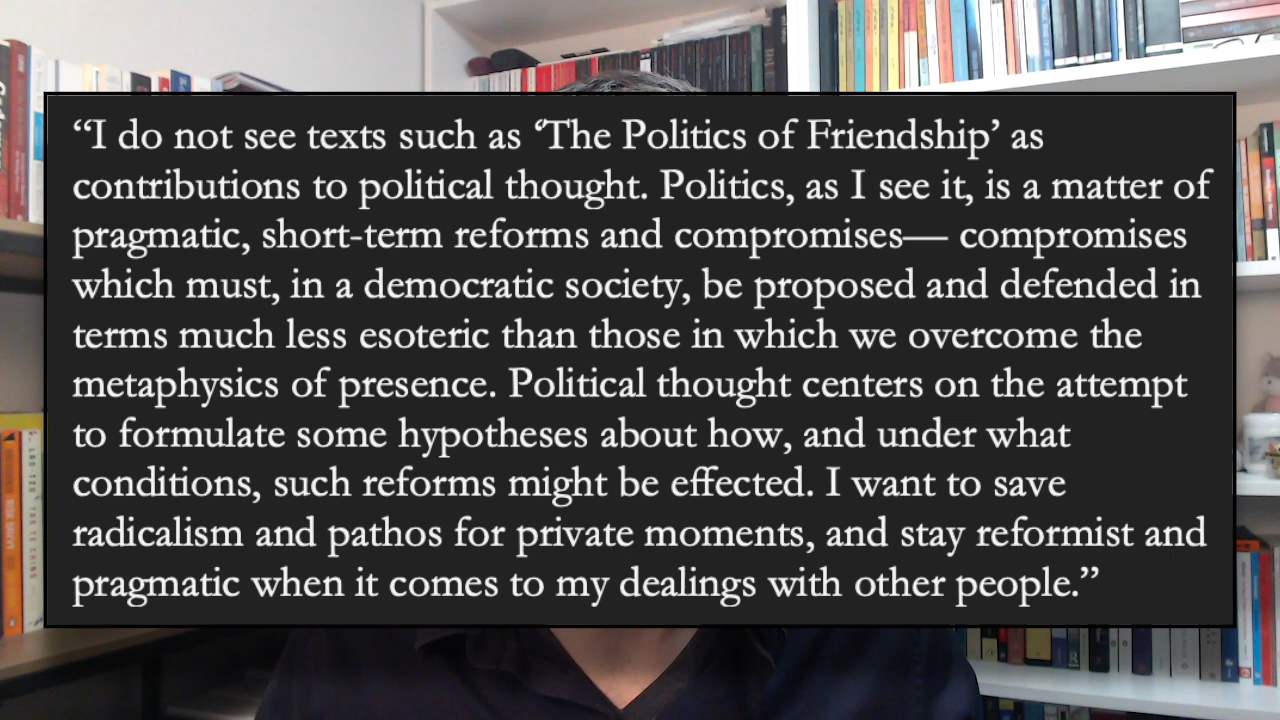 “I do not see texts such as ‘The Politics of Friendship’ as
contributions to political thought. Politics, as I see it, is a matter of
pragmatic, short-term reforms and compromises— compromises
which must, in a democratic society, be proposed and defended in
terms much less esoteric than those in which we overcome the
metaphysics of presence. Political thought centers on the attempt
to formulate some hypotheses about how, and under what
conditions, such reforms might be effected. I want to save
radicalism and pathos for private moments, and stay reformist and
pragmatic when it comes to my dealings with other people.”